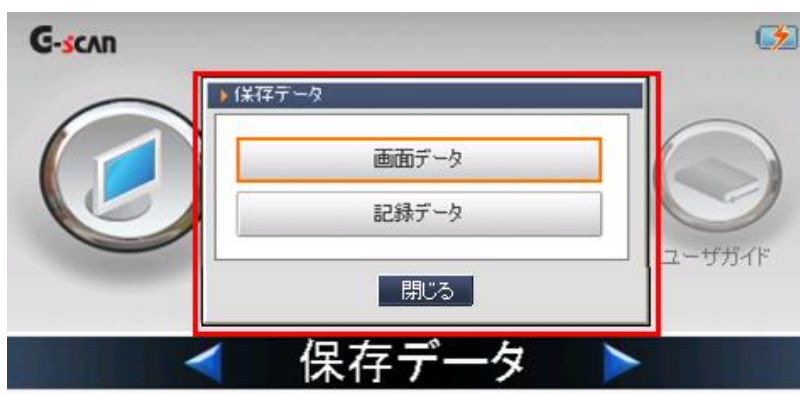 G-scan
保存データ
画面データ
記録データ
ユーザガイド
閉じる
保存データ